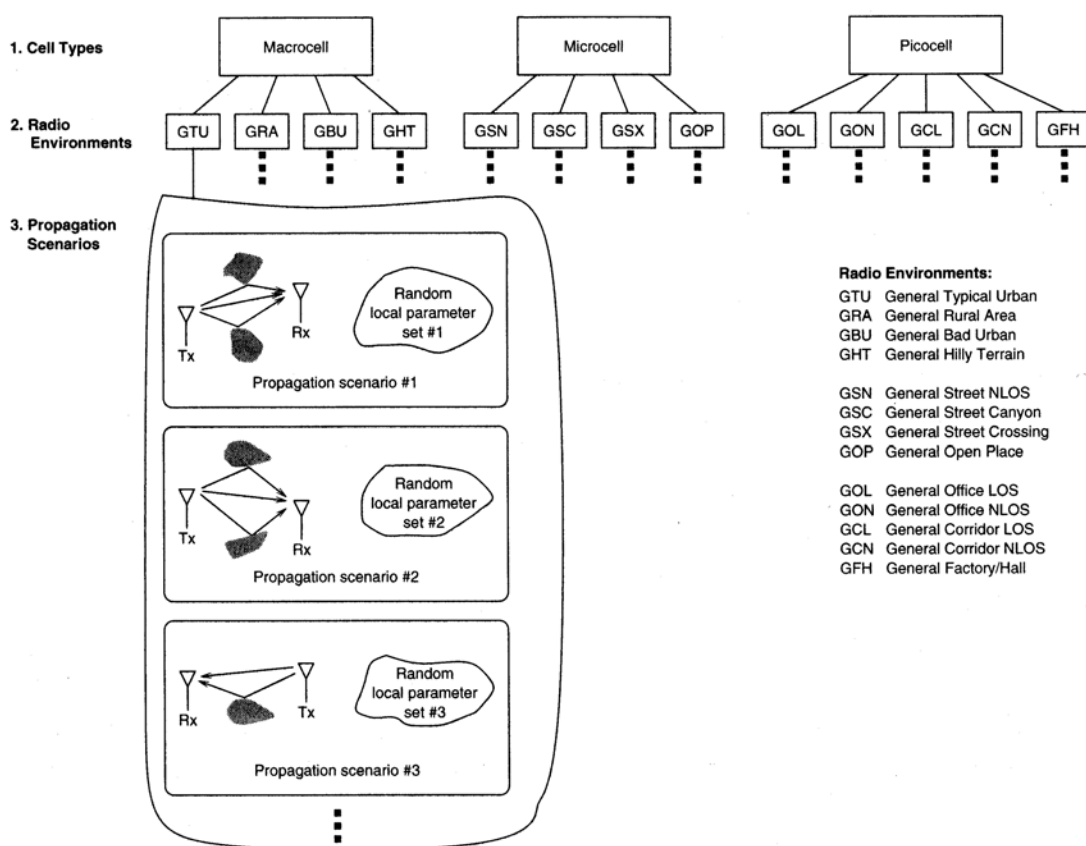 1. Cell Types
Macrocell
Microcell
Picocell
2. Radio
Environments
GTU
GRA
GBU
GHT
GSN
GSC
GSX
GOP
GOL
GON
GCL
GCN
GFH
3. Propagation
Scenarios
Tx
Rx
Random
local parameter
set #1
Propagation scenario #1
Tx
Rx
Random
local parameter
set #2
Propagation scenario #2
Rx
Tx
Random
local parameter
set #3
Propagation scenario #3
Radio Environments:
GTU General Typical Urban
GRA General Rural Area
GBU General Bad Urban
GHT General Hilly Terrain
GSN General Street NLOS
GSC General Street Canyon
GSX General Street Crossing
GOP General Open Place
GOL General Office LOS
GON General Office NLOS
GCL General Corridor LOS
GCN General Corridor NLOS
GFH General Factory/Hall